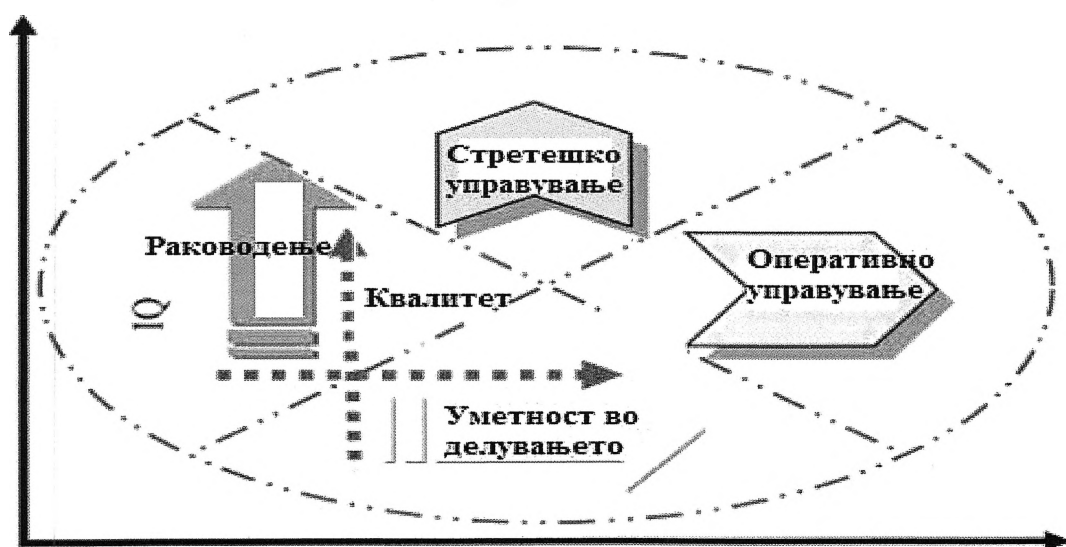 Стретешко
управување
Раководење
Оперативно
управување
Квалитет
IQ
Уметност во
делувањето